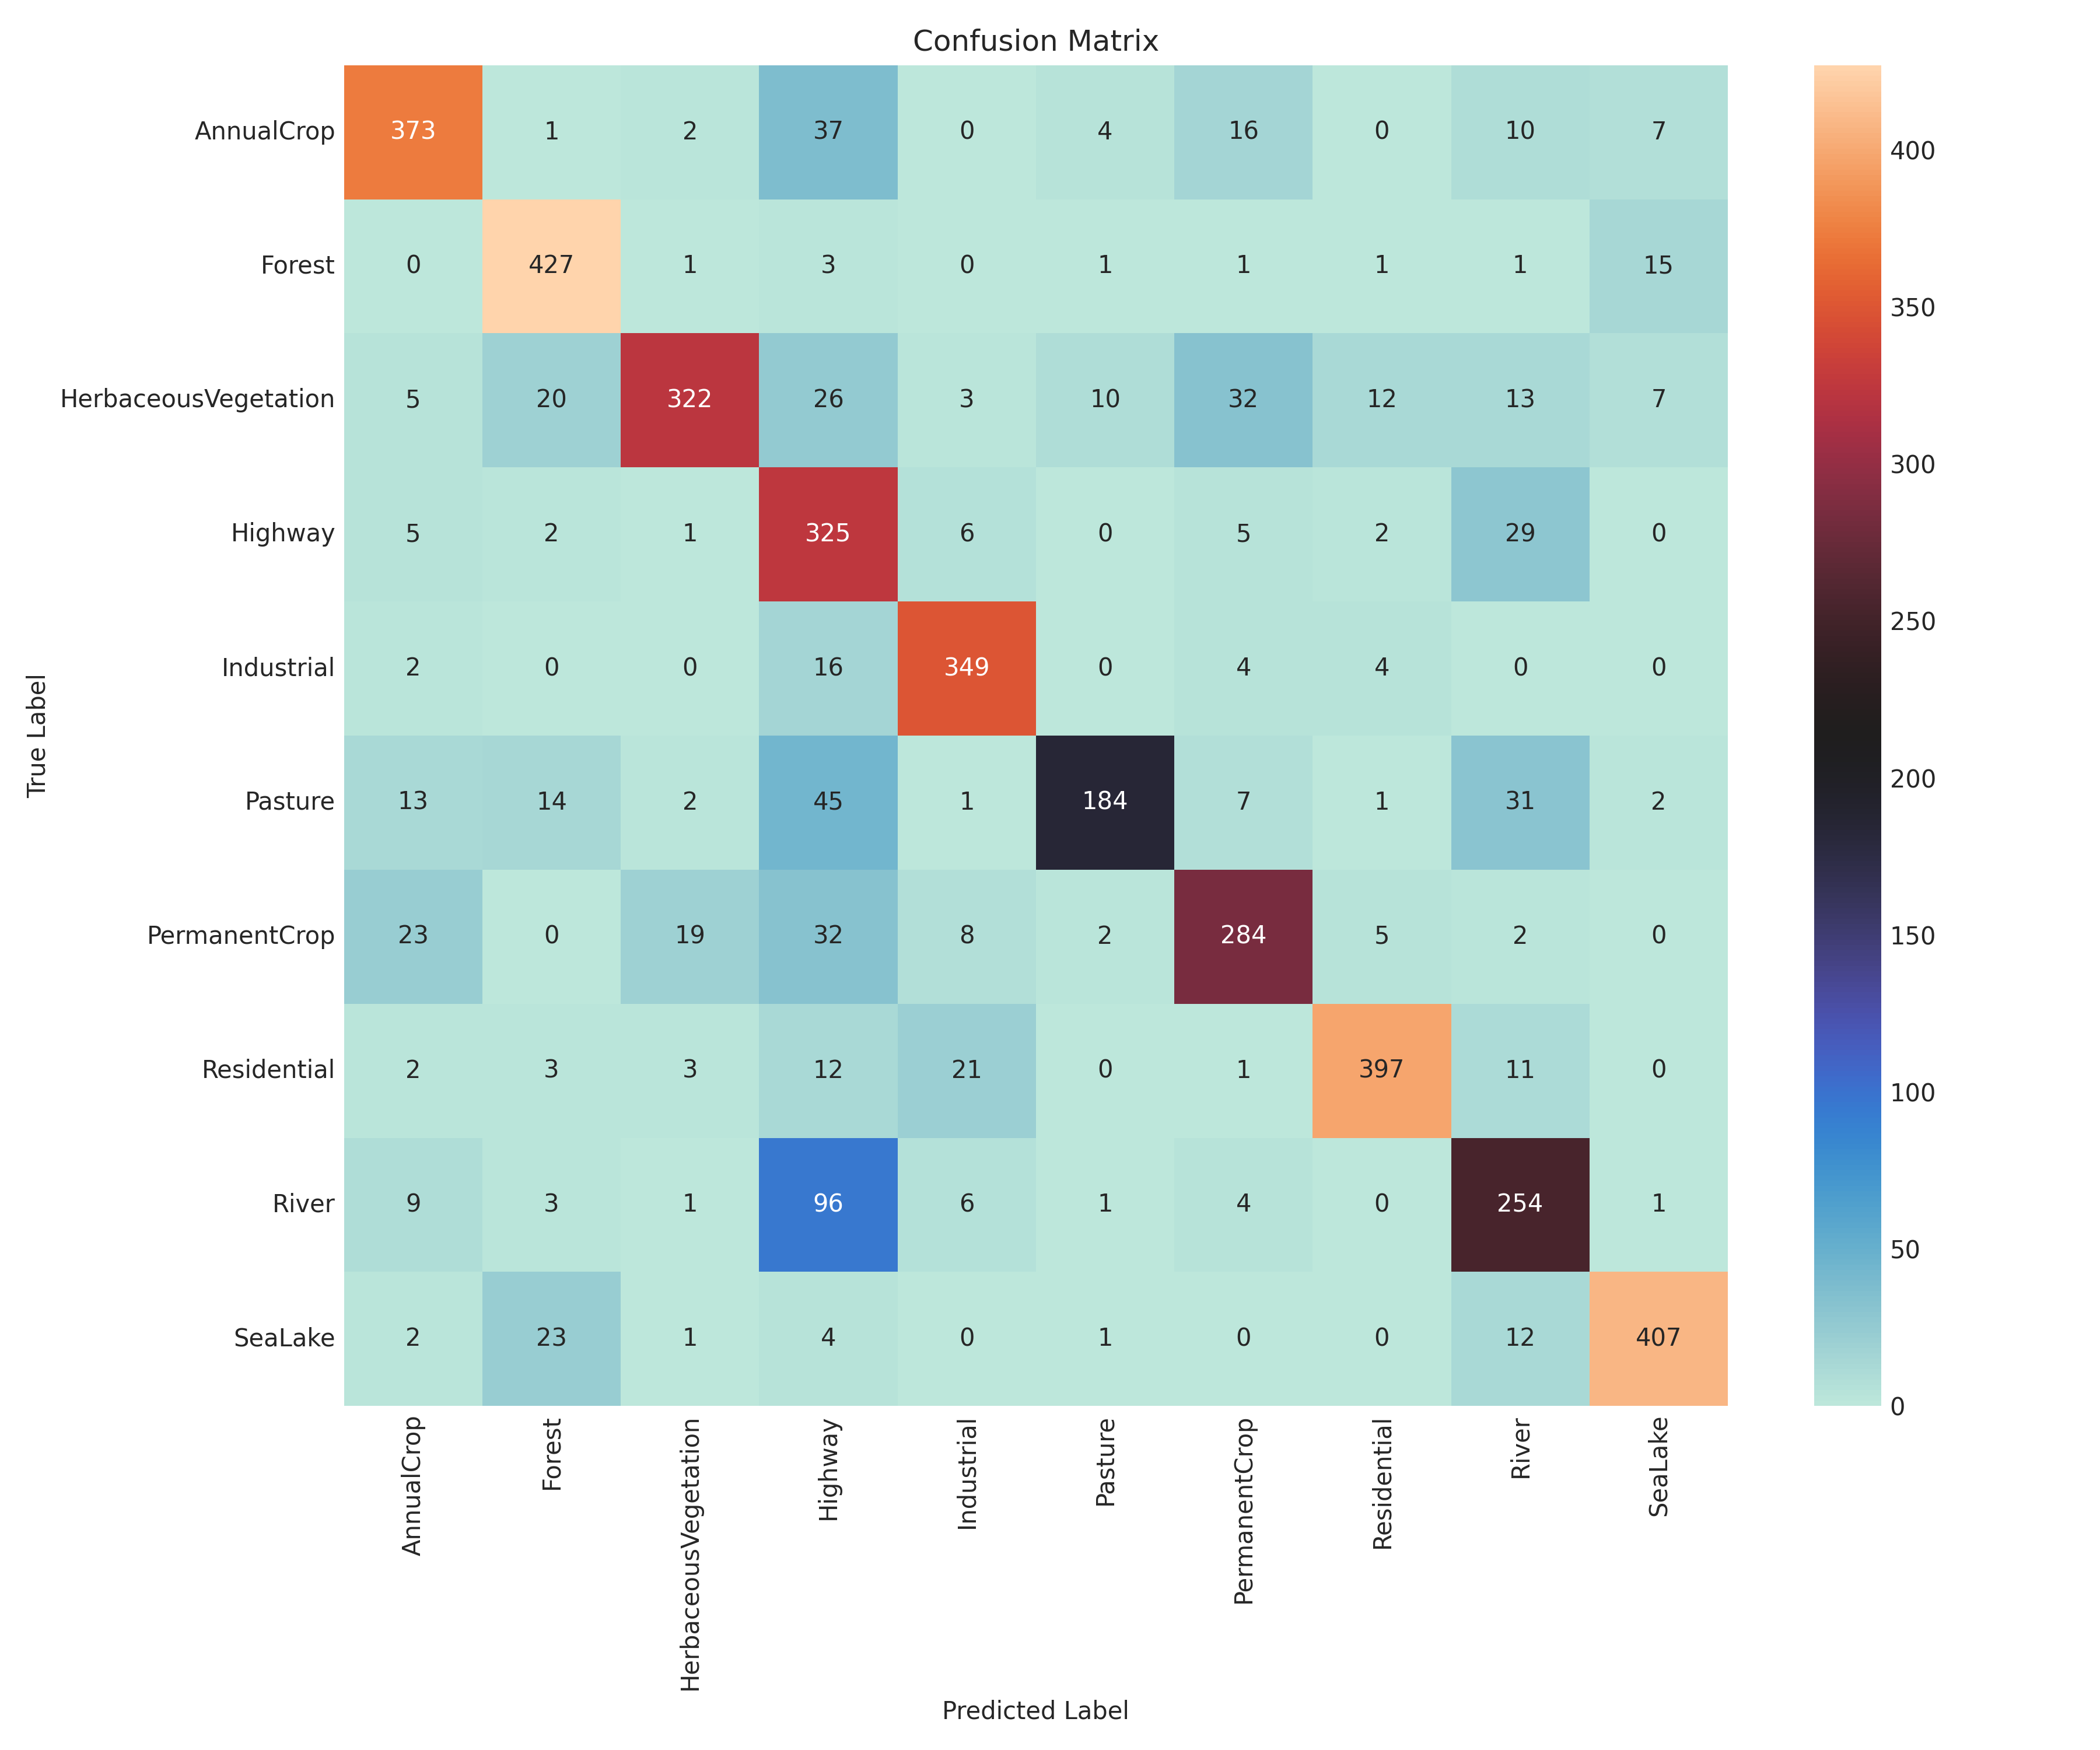 Confusion Matrix
AnnualCrop 373 1 2 37 0 4 16 0 10 7
Forest 0 427 1 3 0 1 1 1 1 15
HerbaceousVegetation 5 20 322 26 3 10 32 12 13 7
Highway 5 2 1 325 6 0 5 2 29 0
Industrial 2 0 0 16 349 0 4 4 0 0
Pasture 13 14 2 45 1 184 7 1 31 2
PermanentCrop 23 0 19 32 8 2 284 5 2 0
Residential 2 3 3 12 21 0 1 397 11 0
River 9 3 1 96 6 1 4 0 254 1
SeaLake 2 23 1 4 0 1 0 0 12 407
True Label
AnnualCrop
Forest
HerbaceousVegetation
Highway
Industrial
Pasture
PermanentCrop
Residential
River
SeaLake
Predicted Label
400
350
300
250
200
150
100
50
0